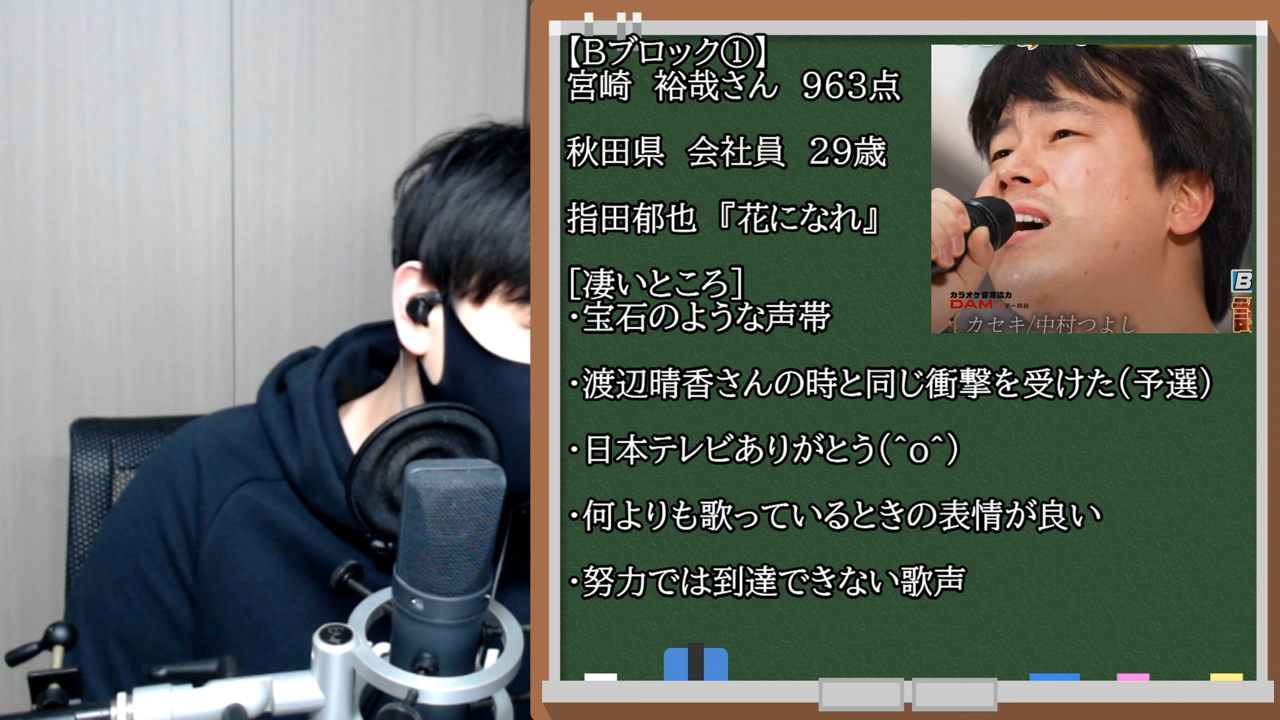 【Bブロック①】
宮崎 裕哉さん 963点
秋田県 会社員 29歳
指田郁也『花になれ』
[凄いところ]
・宝石のような声帯
・渡辺晴香さんの時と同じ衝撃を受けた(予選)
・日本テレビありがとう(^o^)
・何よりも歌っているときの表情が良い
・努力では到達できない歌声
B
カラオケ音源協力
DAM
カセキ/中村つよし